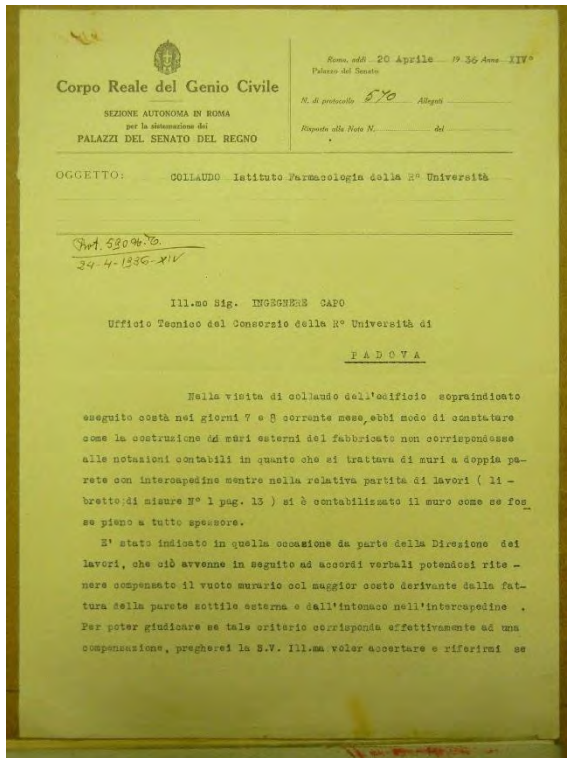 Corpo Reale del Genio Civile
SEZIONE AUTONOMA IN ROMA
per la sistemazione dei
PALAZZI DEL SENATO DEL REGNO
Roma, addì 20 Aprile 1936 Anno XIV°
Palazzo del Senato
N. di protocollo 570 Allegati
Risposta alla Nota N. del
OGGETTO: COLLAUDO Istituto Farmacologia della R° Università
Prot. 5909
24-4-1936-XIV
Ill.mo Sig. INGEGNERE CAPO
Ufficio Tecnico del Consorzio della R° Università di
PADOVA
Nella visita di collaudo dell'edificio sopraindicato
eseguito costà nei giorni 7 e 8 corrente mese, ebbi modo di constatare
come la costruzione dei muri esterni del fabbricato non corrispondesse
alle notazioni contabili in quanto che si trattava di muri a doppia pa-
rete con intercapedine mentre nella relativa partita di lavori ( li -
bretto di misure N° 1 pag. 13 ) si è contabilizzato il muro come se fos
se pieno a tutto spessore.
E' stato indicato in quella occasione da parte della Direzione dei
lavori, che ciò avvenne in seguito ad accordi verbali potendosi rite -
nere compensato il vuoto murario col maggior costo derivante dalla fat-
tura della parete sottile esterna e dall'intonaco nell'intercapedine .
Per poter giudicare se tale criterio corrisponda effettivamente ad una
compensazione, pregherei la S.V. Ill.ma voler accertare e riferirmi se